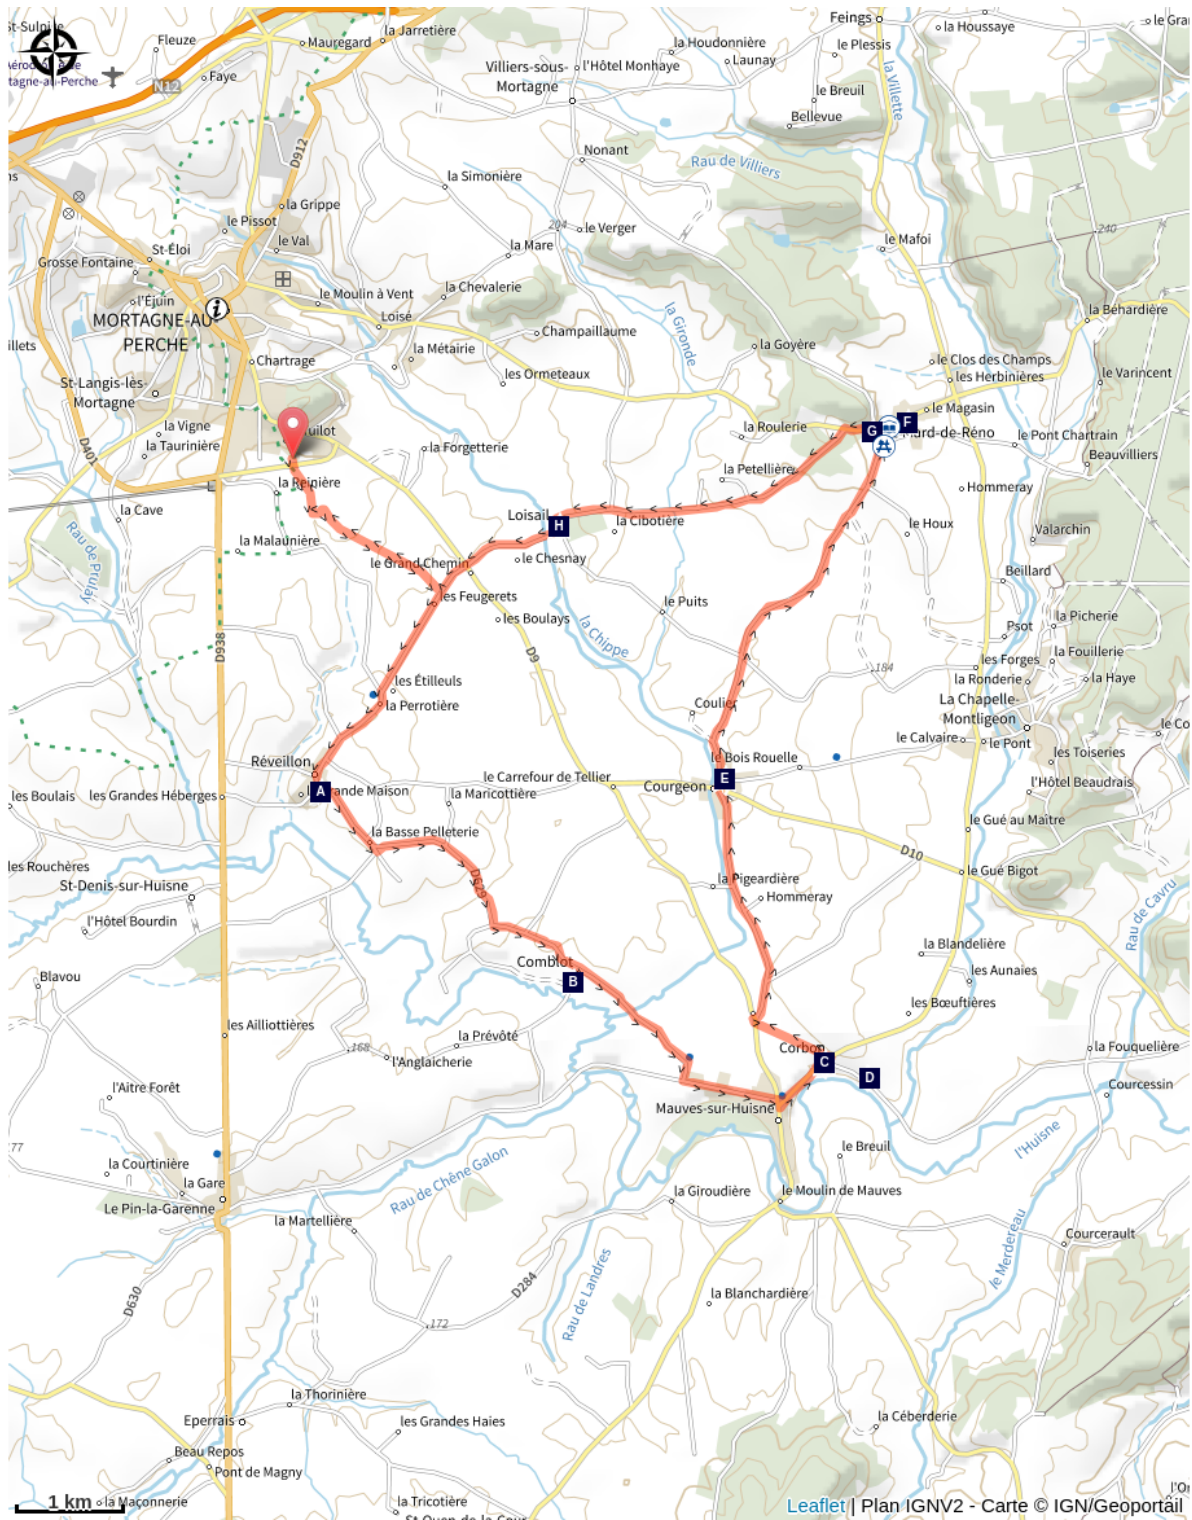 Feings
la Houssaye
la Jarretière
Fleuze
Mauregard
la Houdonnière
le Plessis
Launay
Villiers-sous-
Mortagne
l'Hôtel Monhaye
Faye
N12
le Breuil
la Villette
Bellevue
D912
Nonant
Rau de Villiers
la Simonière
la Grippe
le Pissot
204
le Verger
240
le Val
la Mare
le Mafoi
St-Éloi
Grosse Fontaine
la Chevalerie
l'Éjuin
le Moulin à Vent
la Gironde
la Béhardière
MORTAGNE-AU-
PERCHE
Loisé
Champaillaume
la Métairie
la Goyère
Chartrage
le Clos des Champs
les Ormeteaux
les Herbinières
le Varincent
St-Langis-lès-
Mortagne
le Magasin
la Vigne
la Roulerie
G
F
la Taurinière
la Forgetterie
le Pont Chartrain
D401
Beauvilliers
la Petellière
la Reinière
Hommeray
la Cave
Loisail
H
la Cibotière
le Houx
Valarchin
Rau de Prulay
la Malaunière
le Grand Chemin
le Chesnay
Beillard
les Feugerets
le Puits
les Boulays
la Picherie
la Chippe
Psot
D938
D9
la Fouillerie
les Forges
184
les Étilleuls
la Ronderie
la Haye
la Perrotière
Coulier
La Chapelle-
Montligeon
le Calvaire
le Pont
Réveillon
le Bois Rouelle
les Toiseries
le Carrefour de Tellier
Courgeon
E
l'Hôtel Beaudrais
les Boulais
les Grandes Héberges
A
la Maricottière
la Basse Pelleterie
le Gué au Maître
D10
les Rouchères
le Gué Bigot
St-Denis-sur-Huisne
D629
la Pigeardière
Hommeray
Rau de Cavru
l'Hôtel Bourdin
la Blandelière
Comblot
B
Blavou
les Aunaies
les Bœuftières
les Ailliottières
la Prévôté
168
l'Anglaicherie
Corbon
C
D
la Fouquelière
l'Aitre Forêt
Courcessin
Mauves-sur-Huisne
l'Huisne
le Breuil
la Courtinière
Rau de Chêne Galon
la Gare
la Giroudière
le Moulin de Mauves
Le Pin-la-Garenne
la Martellière
Courcerault
le Merdereau
D284
Rau de Landres
D630
la Blanchardière
172
la Thorinière
Eperrais
les Grandes Haies
la Céberderie
Beau Repos
Pont de Magny
1 km
la Maçonnerie
la Tricotière
Leaflet | Plan IGNV2 - Carte © IGN/Geoportail